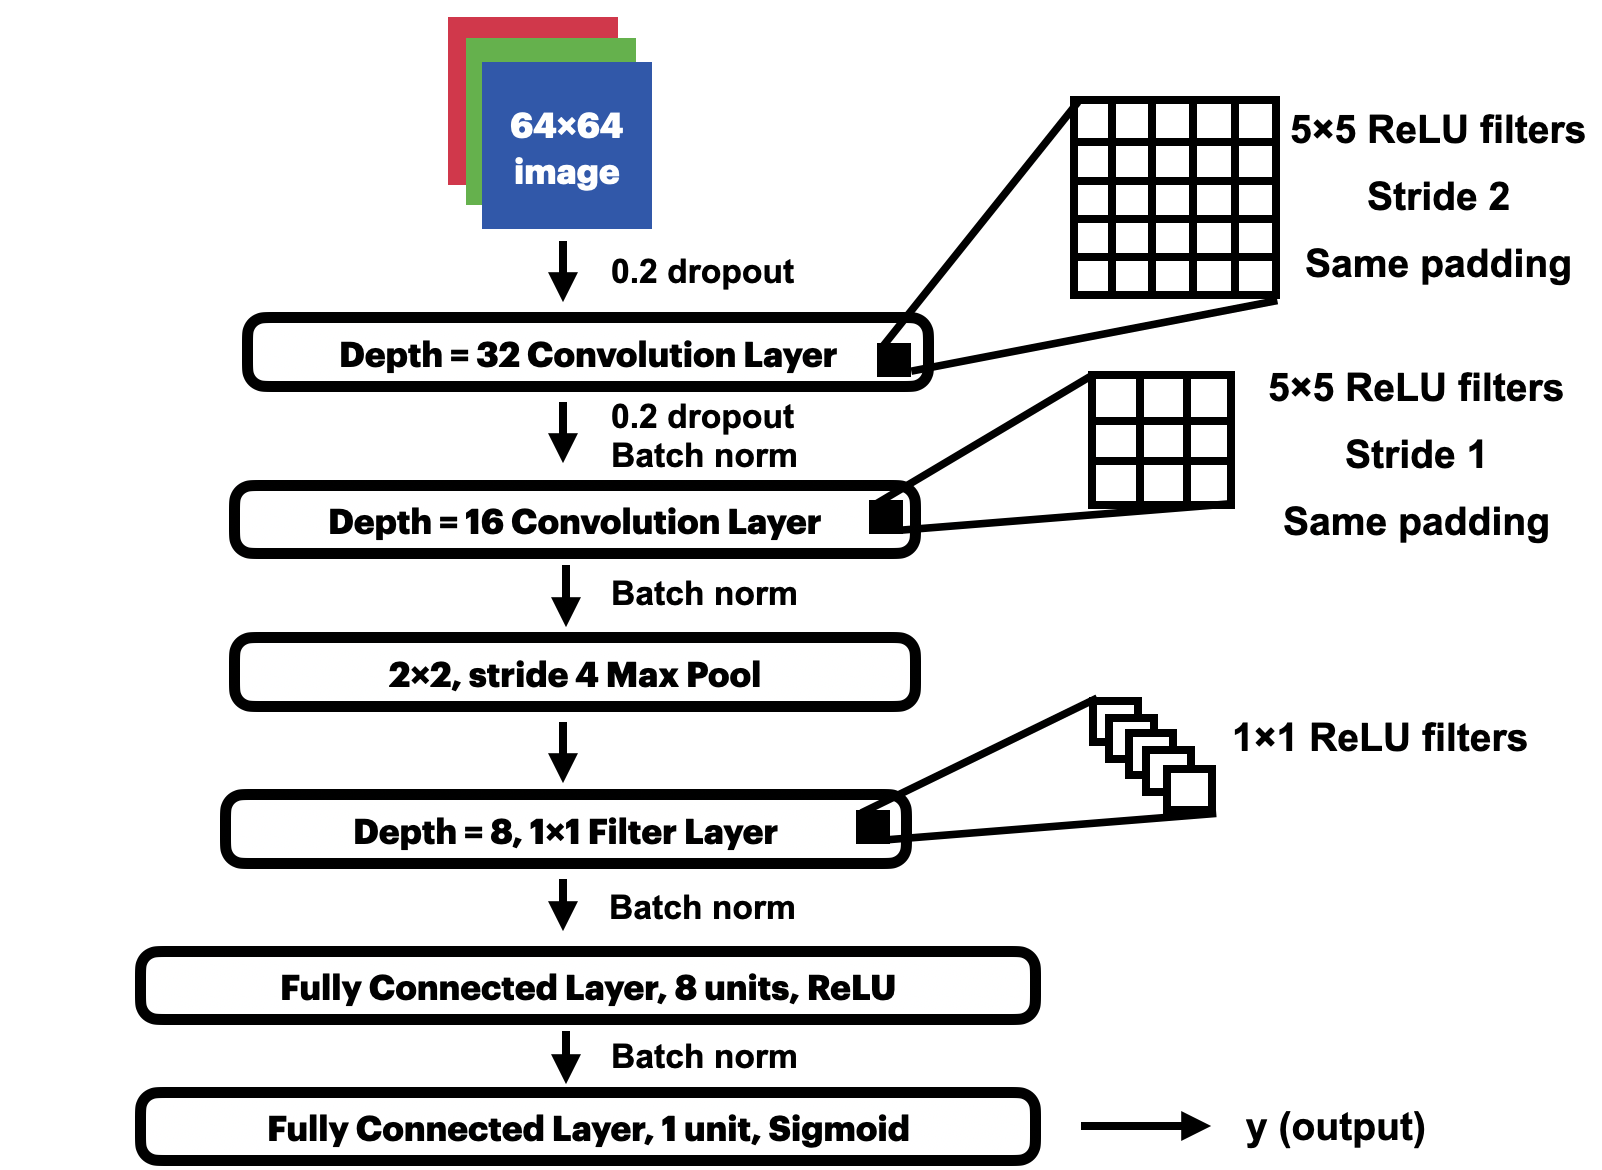 64×64
image
0.2 dropout
5×5 ReLU filters
Stride 2
Same padding
Depth = 32 Convolution Layer
0.2 dropout
Batch norm
5×5 ReLU filters
Stride 1
Same padding
Depth = 16 Convolution Layer
Batch norm
2×2, stride 4 Max Pool
1×1 ReLU filters
Depth = 8, 1×1 Filter Layer
Batch norm
Fully Connected Layer, 8 units, ReLU
Batch norm
Fully Connected Layer, 1 unit, Sigmoid
y (output)